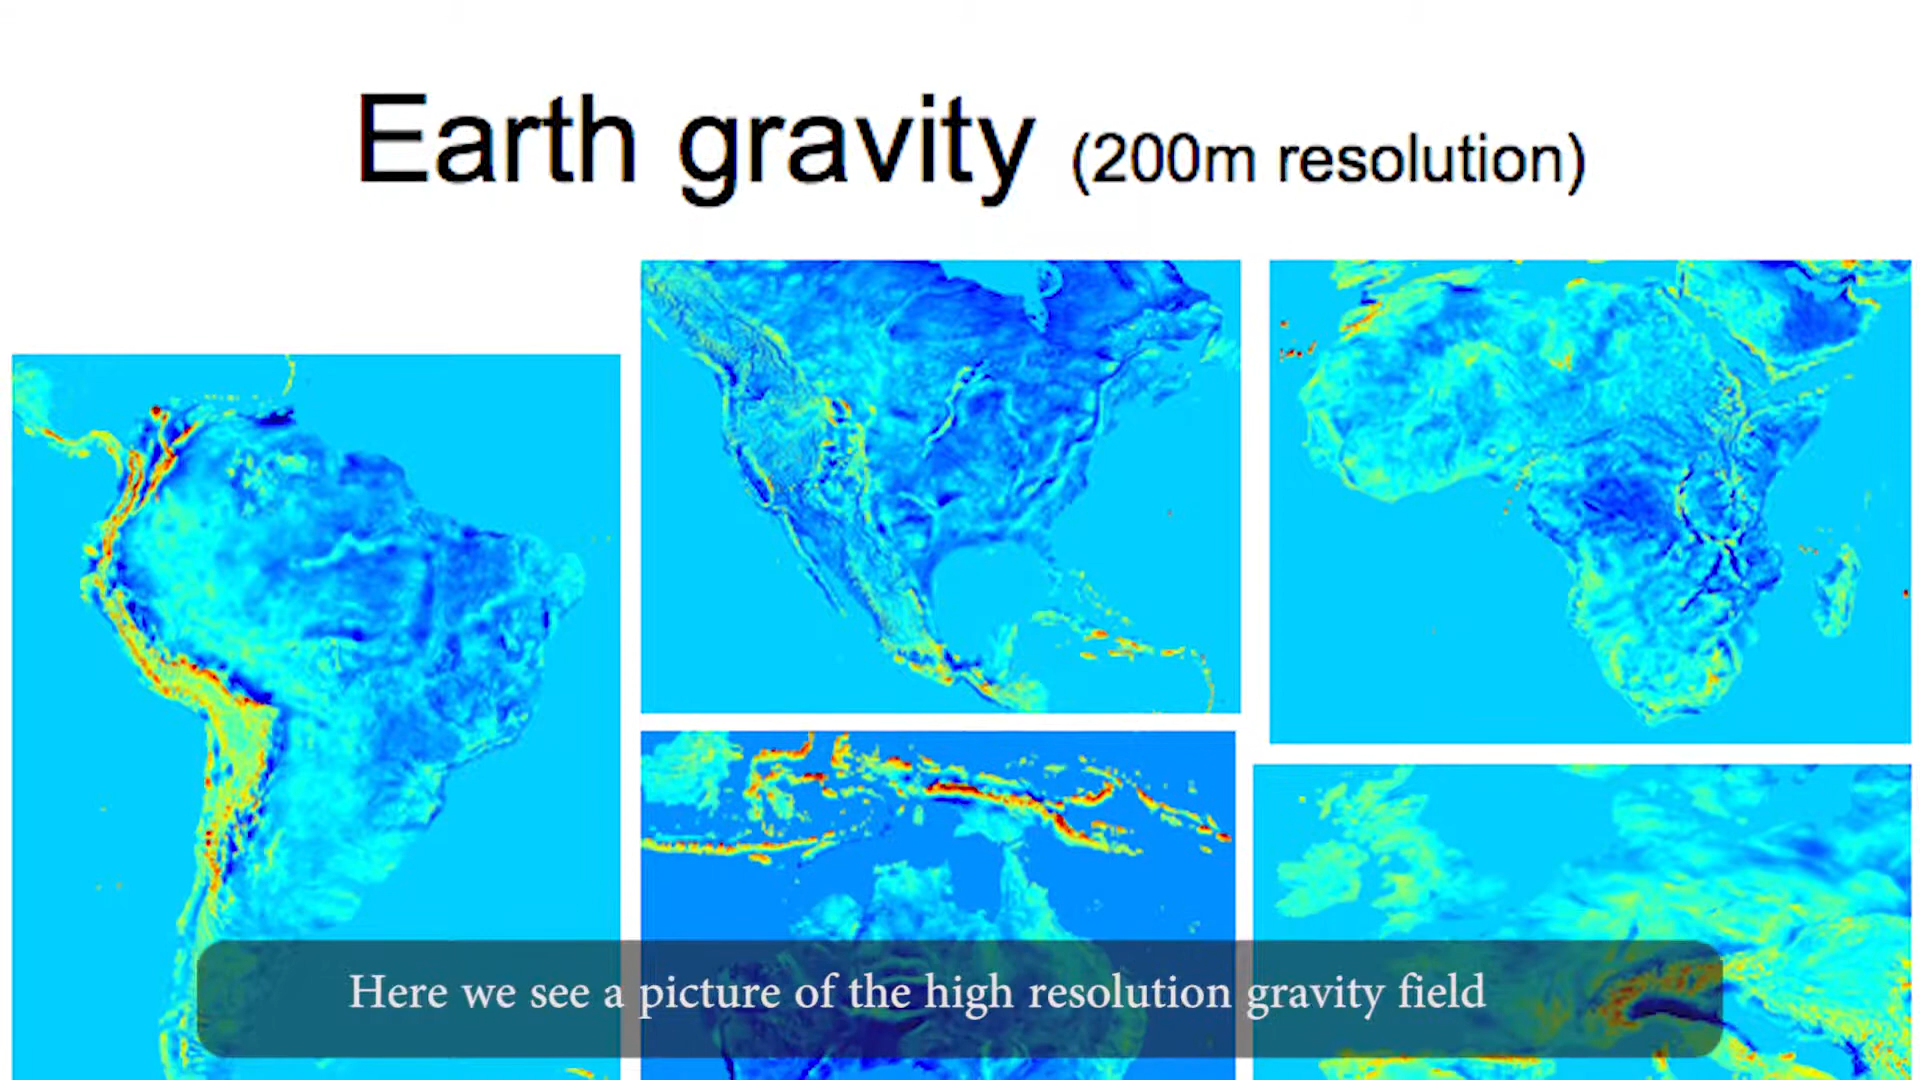 Earth gravity (200m resolution)
Here we see a picture of the high resolution gravity field